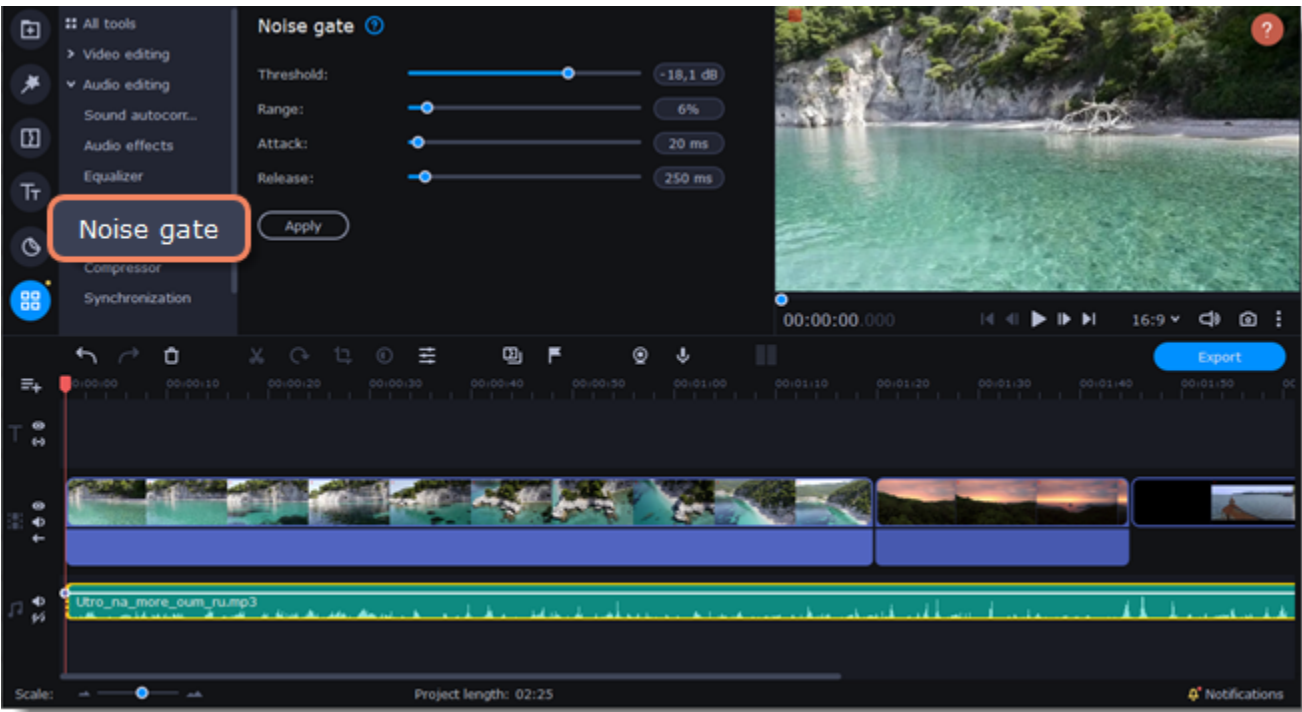 All tools
Video editing
Audio editing
Sound autocorr...
Audio effects
Equalizer
Noise gate
Compressor
Synchronization
Noise gate ?
Threshold: -18,1 dB
Range: 6%
Attack: 20 ms
Release: 250 ms
Apply
?
00:00:00.000
16:9
Export
0:00:00 00:00:10 00:00:20 00:00:30 00:00:40 00:00:50 00:01:00 00:01:10 00:01:20 00:01:30 00:01:40 00:01:50 00
Utro_na_more_oum_ru.mp3
Scale:
Project length: 02:25
Notifications